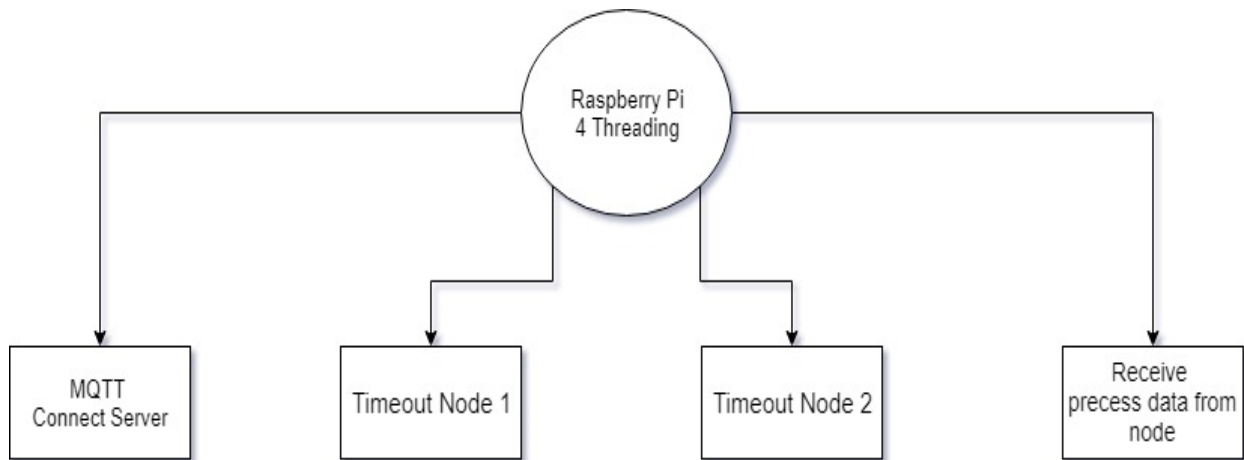 Raspberry Pi
4 Threading
MQTT
Connect Server
Timeout Node 1
Timeout Node 2
Receive
precess data from
node